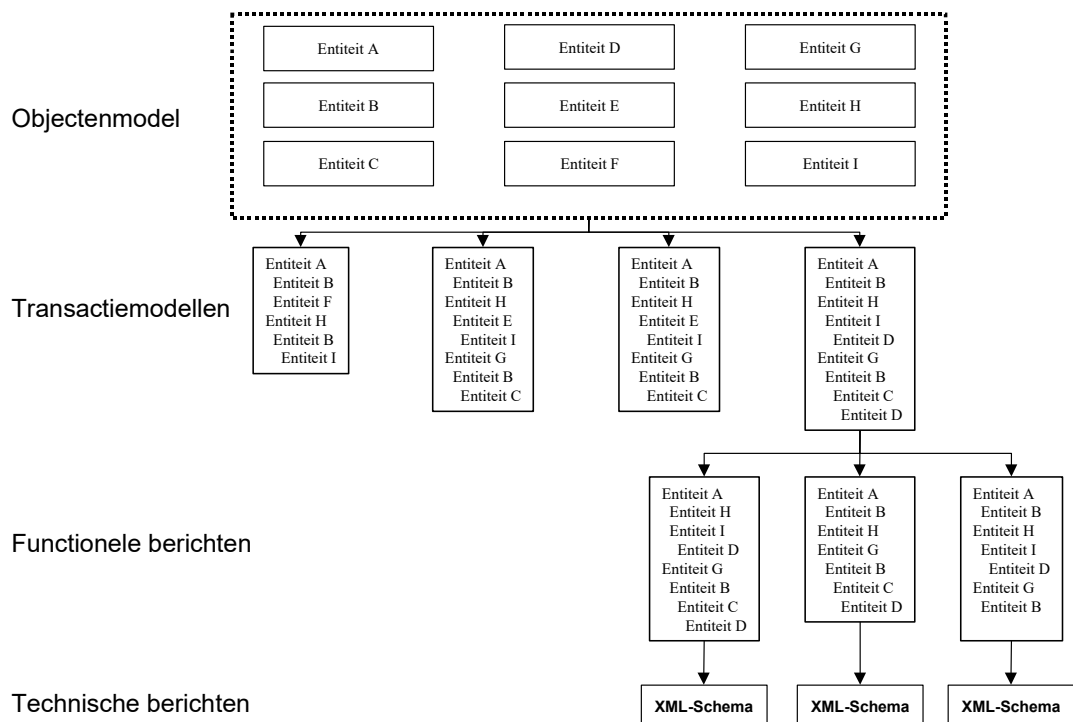 Entiteit A
Entiteit D
Entiteit G
Objectenmodel
Entiteit B
Entiteit E
Entiteit H
Entiteit C
Entiteit F
Entiteit I
Transactiemodellen
Entiteit A
Entiteit B
Entiteit F
Entiteit H
Entiteit B
Entiteit I
Entiteit A
Entiteit B
Entiteit H
Entiteit E
Entiteit I
Entiteit G
Entiteit B
Entiteit C
Entiteit A
Entiteit B
Entiteit H
Entiteit E
Entiteit I
Entiteit G
Entiteit B
Entiteit C
Entiteit A
Entiteit B
Entiteit H
Entiteit I
Entiteit D
Entiteit G
Entiteit B
Entiteit C
Entiteit D
Functionele berichten
Entiteit A
Entiteit H
Entiteit I
Entiteit D
Entiteit G
Entiteit B
Entiteit C
Entiteit D
Entiteit A
Entiteit B
Entiteit H
Entiteit G
Entiteit B
Entiteit C
Entiteit D
Entiteit A
Entiteit B
Entiteit H
Entiteit I
Entiteit D
Entiteit G
Entiteit B
Technische berichten
XML-Schema
XML-Schema
XML-Schema